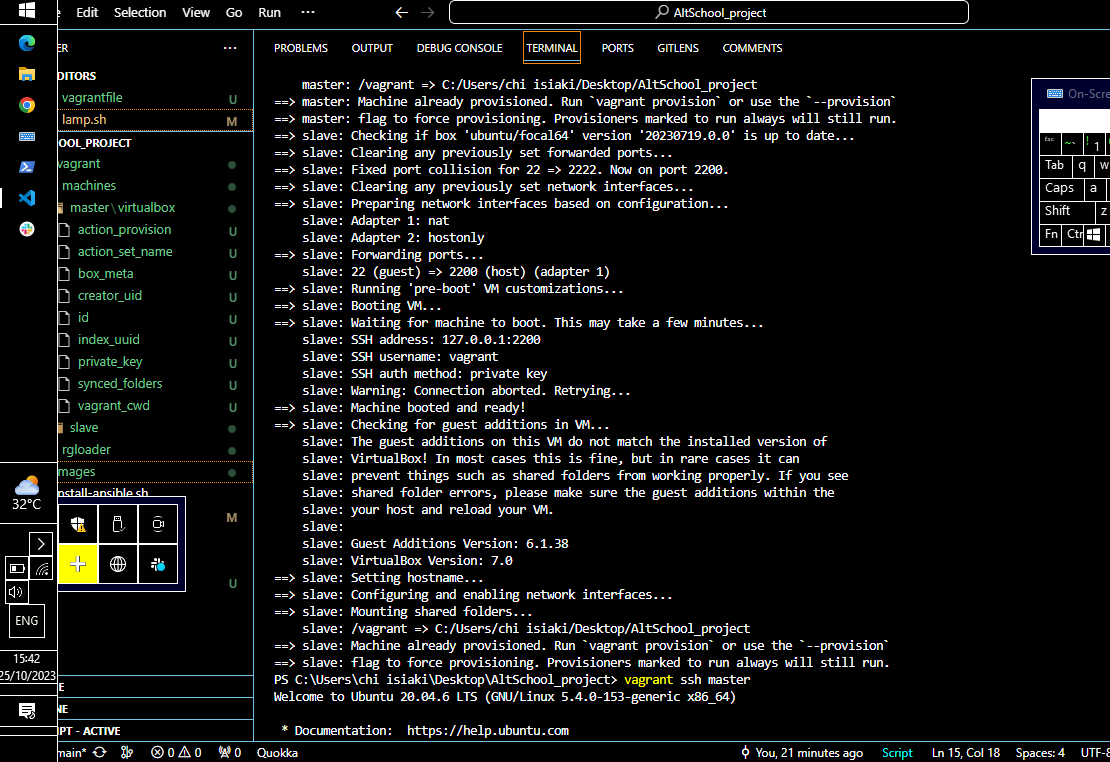 Edit Selection View Go Run ···
AltSchool_project
PROBLEMS OUTPUT DEBUG CONSOLE TERMINAL PORTS GITLENS COMMENTS
ER ···
DITORS
vagrantfile U
lamp.sh M
OOL_PROJECT
vagrant
machines
master\virtualbox
action_provision U
action_set_name U
box_meta U
creator_uid U
id U
index_uuid U
private_key U
synced_folders U
vagrant_cwd U
slave
rgloader
mages
nstall-ansible.sh
M
U
E
NE
PT - ACTIVE
32°C
ENG
15:42
25/10/2023
master: /vagrant => C:/Users/chi isiaki/Desktop/AltSchool_project
==> master: Machine already provisioned. Run `vagrant provision` or use the `--provision`
==> master: flag to force provisioning. Provisioners marked to run always will still run.
==> slave: Checking if box 'ubuntu/focal64' version '20230719.0.0' is up to date...
==> slave: Clearing any previously set forwarded ports...
==> slave: Fixed port collision for 22 => 2222. Now on port 2200.
==> slave: Clearing any previously set network interfaces...
==> slave: Preparing network interfaces based on configuration...
slave: Adapter 1: nat
slave: Adapter 2: hostonly
==> slave: Forwarding ports...
slave: 22 (guest) => 2200 (host) (adapter 1)
==> slave: Running 'pre-boot' VM customizations...
==> slave: Booting VM...
==> slave: Waiting for machine to boot. This may take a few minutes...
slave: SSH address: 127.0.0.1:2200
slave: SSH username: vagrant
slave: SSH auth method: private key
slave: Warning: Connection aborted. Retrying...
==> slave: Machine booted and ready!
==> slave: Checking for guest additions in VM...
slave: The guest additions on this VM do not match the installed version of
slave: VirtualBox! In most cases this is fine, but in rare cases it can
slave: prevent things such as shared folders from working properly. If you see
slave: shared folder errors, please make sure the guest additions within the
slave: your host and reload your VM.
slave:
slave: Guest Additions Version: 6.1.38
slave: VirtualBox Version: 7.0
==> slave: Setting hostname...
==> slave: Configuring and enabling network interfaces...
==> slave: Mounting shared folders...
slave: /vagrant => C:/Users/chi isiaki/Desktop/AltSchool_project
==> slave: Machine already provisioned. Run `vagrant provision` or use the `--provision`
==> slave: flag to force provisioning. Provisioners marked to run always will still run.
PS C:\Users\chi isiaki\Desktop\AltSchool_project> vagrant ssh master
Welcome to Ubuntu 20.04.6 LTS (GNU/Linux 5.4.0-153-generic x86_64)
* Documentation: https://help.ubuntu.com
On-Scre
Esc ~` ! 1
Tab q w
Caps a
Shift z
Fn Ctr
main* 0 0 0 Quokka You, 21 minutes ago Script Ln 15, Col 18 Spaces: 4 UTF-8